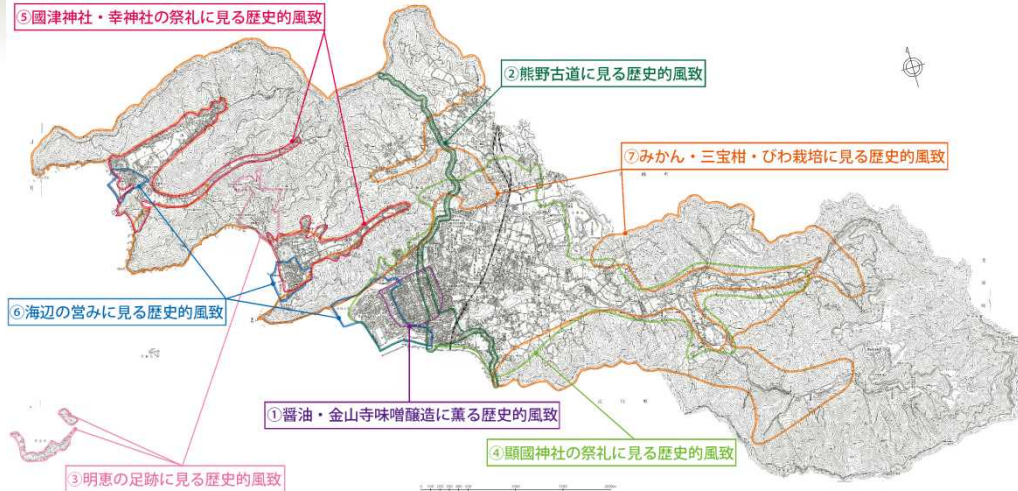 ⑤國津神社・幸神社の祭礼に見る歴史的風致
②熊野古道に見る歴史的風致
⑦みかん・三宝柑・びわ栽培に見る歴史的風致
⑥海辺の営みに見る歴史的風致
①醤油・金山寺味噌醸造に薫る歴史的風致
④顯國神社の祭礼に見る歴史的風致
③明恵の足跡に見る歴史的風致